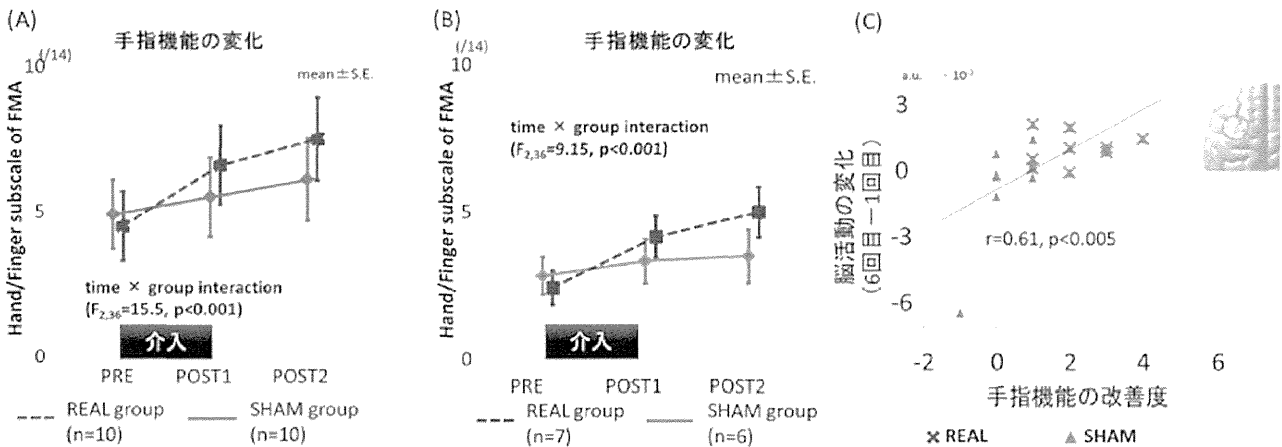 (A)
手指機能の変化
(/14)
10
mean±S.E.
Hand/Finger subscale of FMA
5
time × group interaction
(F2,36=15.5, p<0.001)
介入
0
PRE POST1 POST2
REAL group SHAM group
(n=10) (n=10)
(B)
手指機能の変化
(/14)
10
mean±S.E.
time × group interaction
(F2,36=9.15, p<0.001)
Hand/Finger subscale of FMA
5
介入
0
PRE POST1 POST2
REAL group SHAM group
(n=7) (n=6)
(C)
a.u.
3
0
-3
-6
脳活動の変化
(6回目－1回目)
r=0.61, p<0.005
-2 0 2 4 6
手指機能の改善度
REAL SHAM